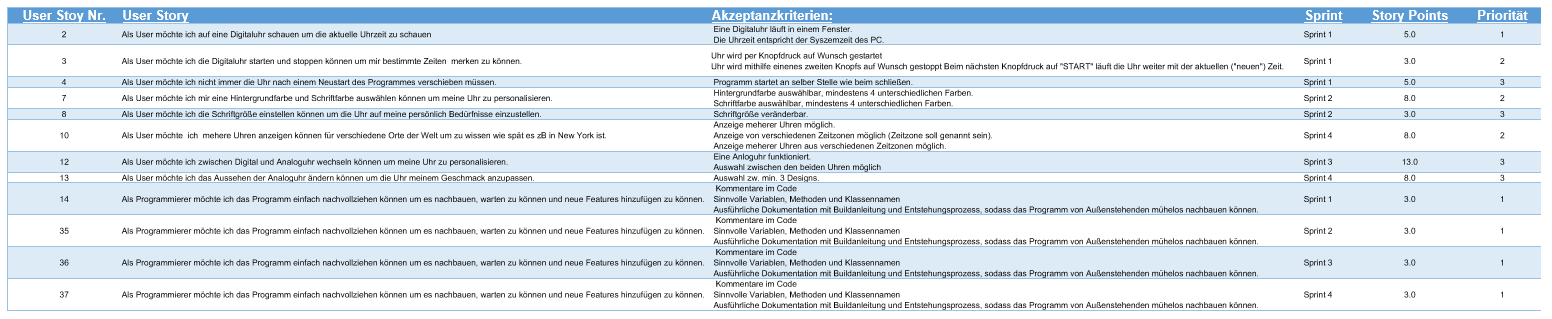 User Stoy Nr. User Story Akzeptanzkriterien: Sprint Story Points Priorität
2 Als User möchte ich auf eine Digitaluhr schauen um die aktuelle Uhrzeit zu schauen Eine Digitaluhr läuft in einem Fenster. Sprint 1 5.0 1
Die Uhrzeit entspricht der Syszemzeit des PC.
3 Als User möchte ich die Digitaluhr starten und stoppen können um mir bestimmte Zeiten merken zu können. Uhr wird per Knopfdruck auf Wunsch gestartet Sprint 1 3.0 2
Uhr wird mithilfe einenes zweiten Knopfs auf Wunsch gestoppt Beim nächsten Knopfdruck auf "START" läuft die Uhr weiter mit der aktuellen ("neuen") Zeit.
4 Als User möchte ich nicht immer die Uhr nach einem Neustart des Programmes verschieben müssen. Programm startet an selber Stelle wie beim schließen. Sprint 1 5.0 3
7 Als User möchte ich mir eine Hintergrundfarbe und Schriftfarbe auswählen können um meine Uhr zu personalisieren. Hintergrundfarbe auswählbar, mindestens 4 unterschiedlichen Farben. Sprint 2 8.0 2
Schriftfarbe auswählbar, mindestens 4 unterschiedlichen Farben.
8 Als User möchte ich die Schriftgröße einstellen können um die Uhr auf meine persönlich Bedürfnisse einzustellen. Schriftgröße veränderbar. Sprint 2 3.0 3
10 Als User möchte ich mehere Uhren anzeigen können für verschiedene Orte der Welt um zu wissen wie spät es zB in New York ist. Anzeige meherer Uhren möglich. Sprint 4 8.0 2
Anzeige von verschiedenen Zeitzonen möglich (Zeitzone soll genannt sein).
Anzeige meherer Uhren aus verschiedenen Zeitzonen möglich.
12 Als User möchte ich zwischen Digital und Analoguhr wechseln können um meine Uhr zu personalisieren. Eine Anloguhr funktioniert. Sprint 3 13.0 3
Auswahl zwischen den beiden Uhren möglich
13 Als User möchte ich das Aussehen der Analoguhr ändern können um die Uhr meinem Geschmack anzupassen. Auswahl zw. min. 3 Designs. Sprint 4 8.0 3
14 Als Programmierer möchte ich das Programm einfach nachvollziehen können um es nachbauen, warten zu können und neue Features hinzufügen zu können. Kommentare im Code Sprint 1 3.0 1
Sinnvolle Variablen, Methoden und Klassennamen
Ausführliche Dokumentation mit Buildanleitung und Entstehungsprozess, sodass das Programm von Außenstehenden mühelos nachbauen können.
35 Als Programmierer möchte ich das Programm einfach nachvollziehen können um es nachbauen, warten zu können und neue Features hinzufügen zu können. Kommentare im Code Sprint 2 3.0 1
Sinnvolle Variablen, Methoden und Klassennamen
Ausführliche Dokumentation mit Buildanleitung und Entstehungsprozess, sodass das Programm von Außenstehenden mühelos nachbauen können.
36 Als Programmierer möchte ich das Programm einfach nachvollziehen können um es nachbauen, warten zu können und neue Features hinzufügen zu können. Kommentare im Code Sprint 3 3.0 1
Sinnvolle Variablen, Methoden und Klassennamen
Ausführliche Dokumentation mit Buildanleitung und Entstehungsprozess, sodass das Programm von Außenstehenden mühelos nachbauen können.
37 Als Programmierer möchte ich das Programm einfach nachvollziehen können um es nachbauen, warten zu können und neue Features hinzufügen zu können. Kommentare im Code Sprint 4 3.0 1
Sinnvolle Variablen, Methoden und Klassennamen
Ausführliche Dokumentation mit Buildanleitung und Entstehungsprozess, sodass das Programm von Außenstehenden mühelos nachbauen können.